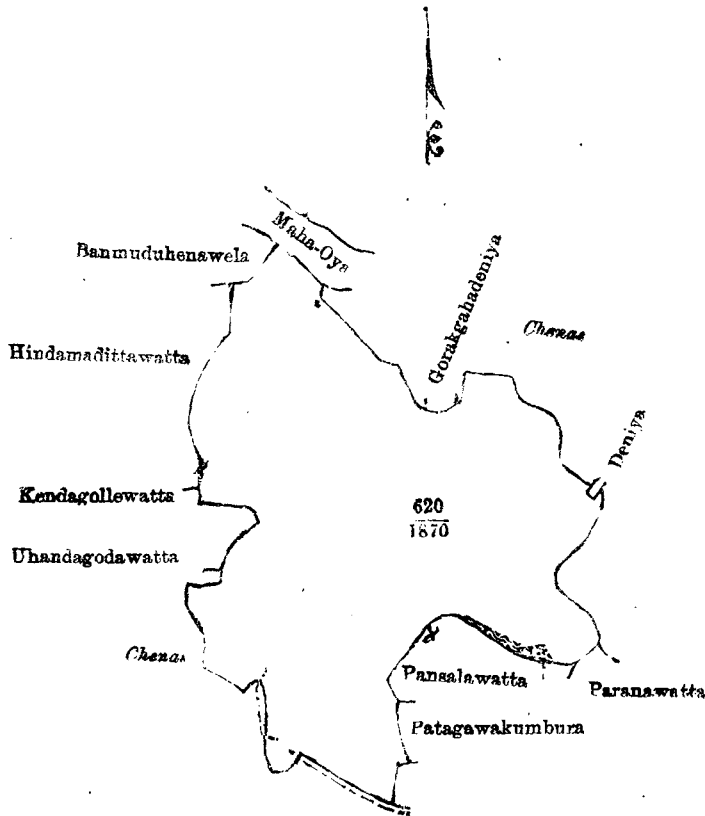 Maha-Oya
Banmuduhenawela
Gorakgahadeniya
Chenas
Hindamadittawatta
Deniya
Kendagollewatta
620
1870
Uhandagodawatta
Chenas
Pansalawatta
Paranawatta
Patagawakumbura